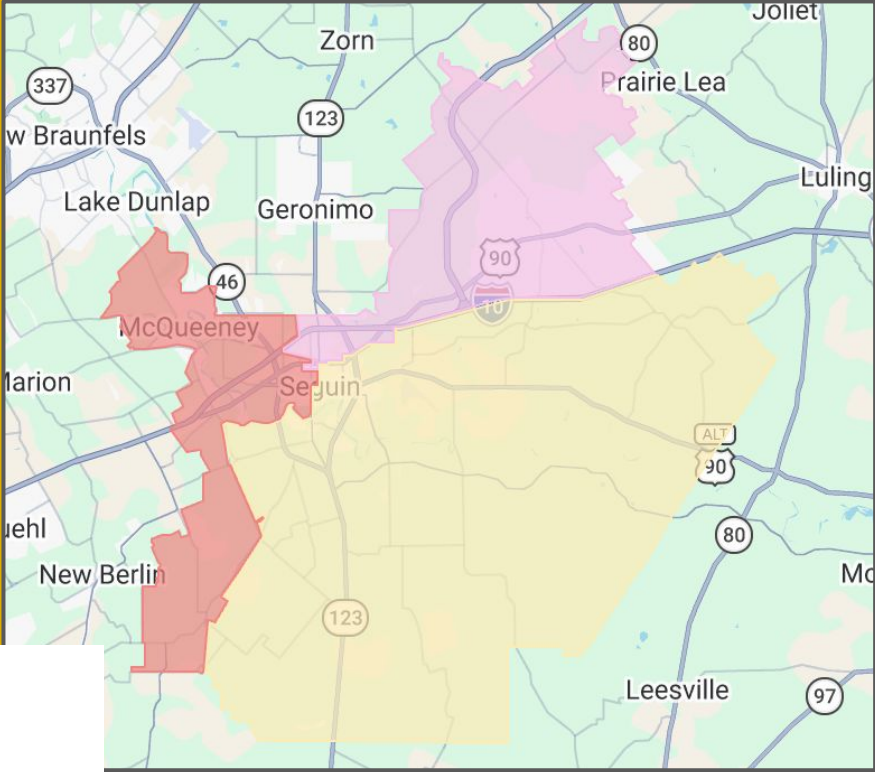 Joliet
Zorn
80
Prairie Lea
337
123
w Braunfels
Luling
Lake Dunlap
Geronimo
90
46
10
McQueeney
Marion
Seguin
ALT
90
uehl
80
New Berlin
Mc
123
Leesville
97